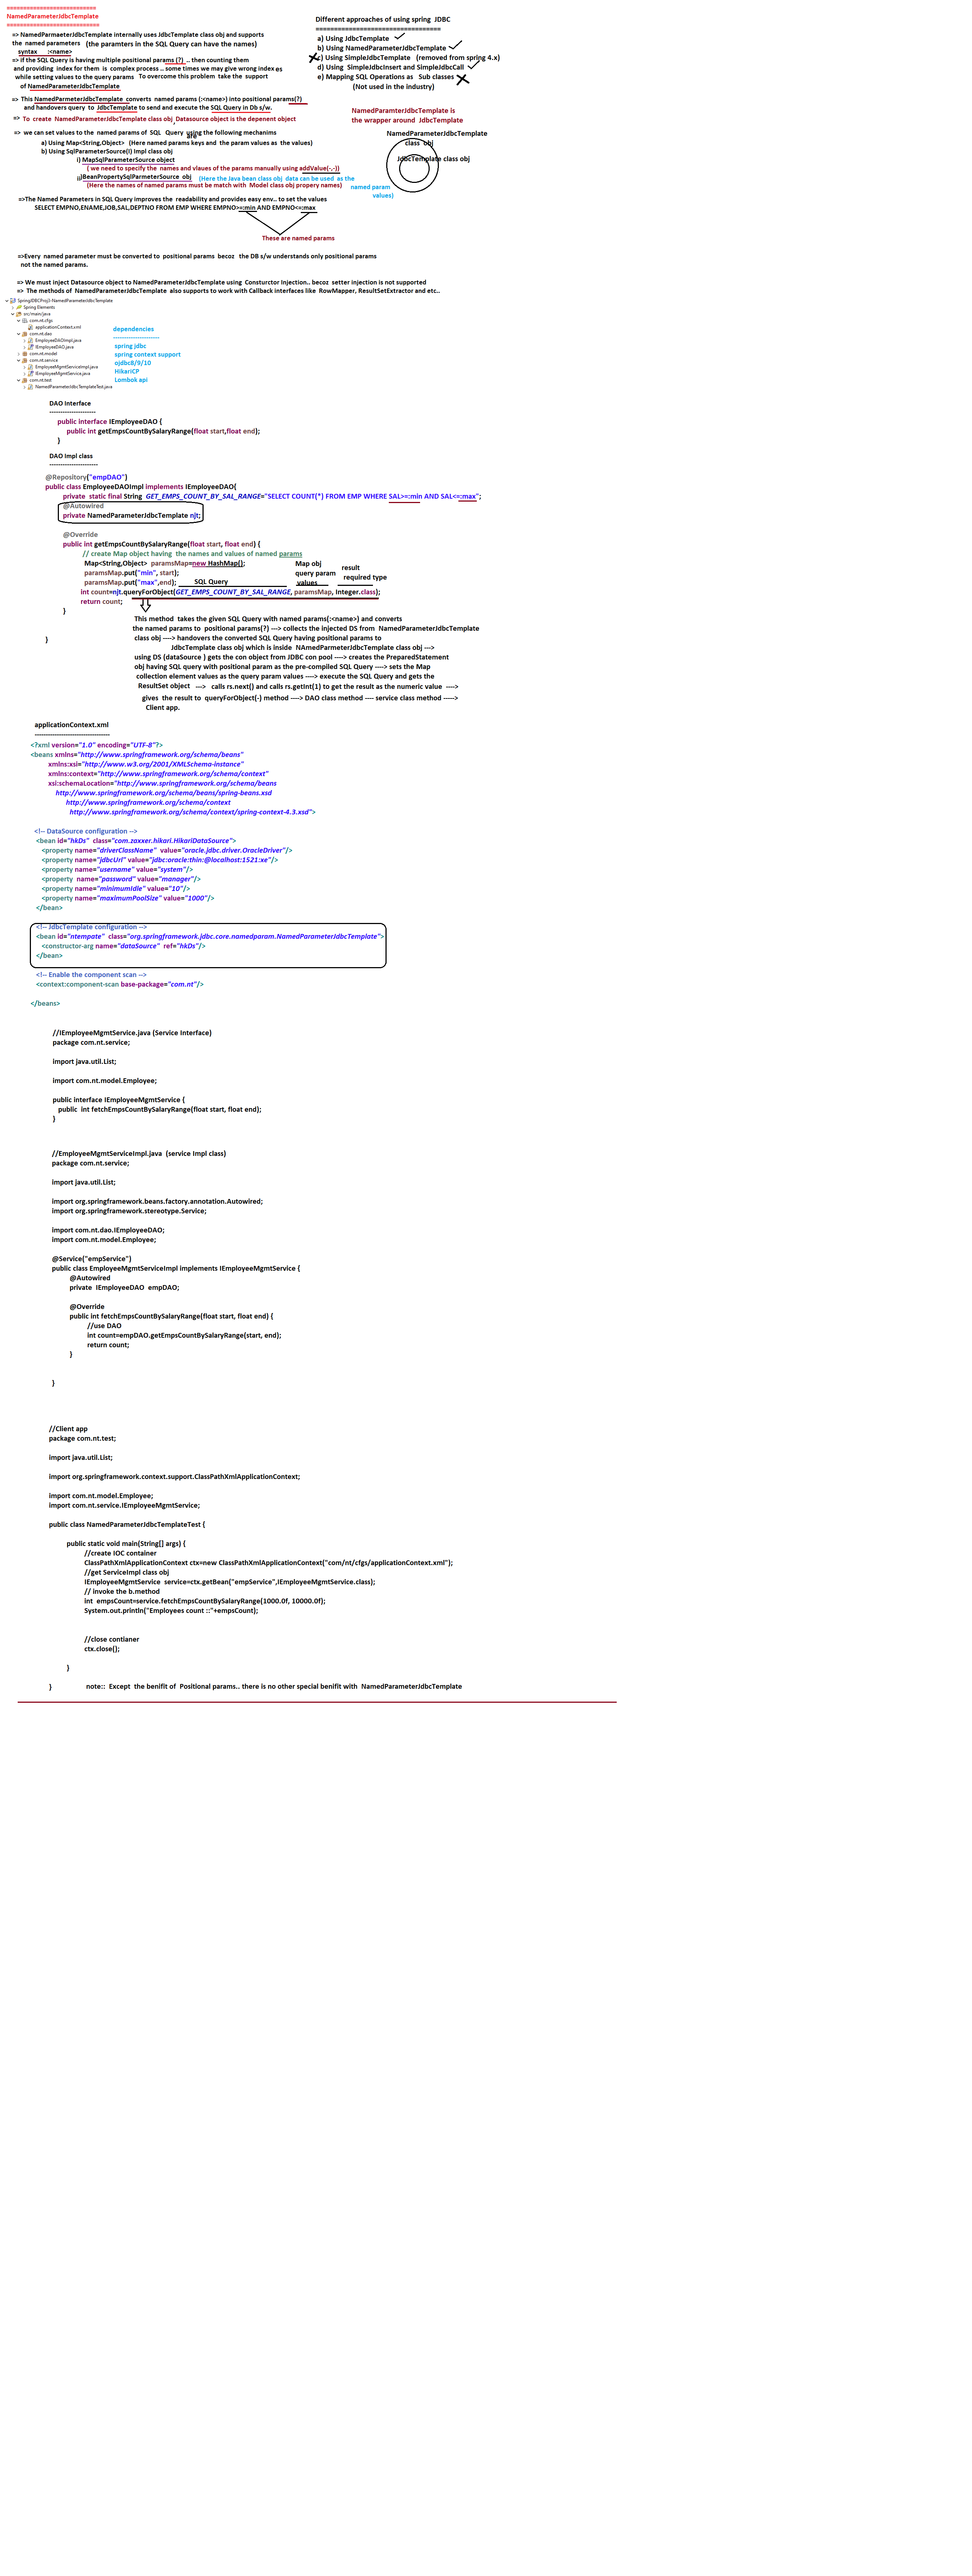 ==========================
NamedParameterJdbcTemplate
===========================
=> NamedParmaeterJdbcTemplate internally uses JdbcTemplate class obj and supports
the named parameters (the paramters in the SQL Query can have the names)
syntax :<name>
=> if the SQL Query is having multiple positional params (?) .. then counting them
and providing index for them is complex process .. some times we may give wrong index es
while setting values to the query params To overcome this problem take the support
of NamedParameterJdbcTemplate
=> This NamedParmeterJdbcTemplate converts named params (:<name>) into positional params(?)
and handovers query to JdbcTemplate to send and execute the SQL Query in Db s/w.
=> To create NamedParameterJdbcTemplate class obj ,Datasource object is the depenent object
=> we can set values to the named params of SQL Query using the following mechanims
are
a) Using Map<String,Object> (Here named params keys and the param values as the values)
b) Using SqlParameterSource(I) Impl class obj
i) MapSqlParameterSource object
( we need to specify the names and vlaues of the params manually using addValue(-,-))
ii)BeanPropertySqlParmeterSource obj (Here the Java bean class obj data can be used as the named param values)
(Here the names of named params must be match with Model class obj propery names)
=>The Named Parameters in SQL Query improves the readability and provides easy env.. to set the values
SELECT EMPNO,ENAME,JOB,SAL,DEPTNO FROM EMP WHERE EMPNO>=:min AND EMPNO<=:max
These are named params
=>Every named parameter must be converted to positional params becoz the DB s/w understands only positional params
not the named params.
=> We must inject Datasource object to NamedParameterJdbcTemplate using Consturctor Injection.. becoz setter injection is not supported
=> The methods of NamedParameterJdbcTemplate also supports to work with Callback interfaces like RowMapper, ResultSetExtractor and etc..
Different approaches of using spring JDBC
=================================
a) Using JdbcTemplate
b) Using NamedParameterJdbcTemplate
c) Using SimpleJdbcTemplate (removed from spring 4.x)
d) Using SimpleJdbcInsert and SimpleJdbcCall
e) Mapping SQL Operations as Sub classes
(Not used in the industry)
NamedParamterJdbcTemplate is
the wrapper around JdbcTemplate
NamedParameterJdbcTemplate
class obj
JdbcTemplate class obj
SpringJDBCProj3-NamedParameterJdbcTemplate
Spring Elements
src/main/java
com.nt.cfgs
applicationContext.xml
com.nt.dao
EmployeeDAOImpl.java
IEmployeeDAO.java
com.nt.model
com.nt.service
EmployeeMgmtServiceImpl.java
IEmployeeMgmtService.java
com.nt.test
NamedParameterJdbcTemplateTest.java
dependencies
---------------------
spring jdbc
spring context support
ojdbc8/9/10
HikariCP
Lombok api
DAO Interface
---------------------
public interface IEmployeeDAO {
public int getEmpsCountBySalaryRange(float start,float end);
}
DAO Impl class
----------------------
@Repository("empDAO")
public class EmployeeDAOImpl implements IEmployeeDAO{
private static final String GET_EMPS_COUNT_BY_SAL_RANGE="SELECT COUNT(*) FROM EMP WHERE SAL>=:min AND SAL<=:max";
@Autowired
private NamedParameterJdbcTemplate njt;
@Override
public int getEmpsCountBySalaryRange(float start, float end) {
// create Map object having the names and values of named params
Map<String,Object> paramsMap=new HashMap();
paramsMap.put("min", start);
paramsMap.put("max",end);
SQL Query
Map obj
query param
values
result
required type
int count=njt.queryForObject(GET_EMPS_COUNT_BY_SAL_RANGE, paramsMap, Integer.class);
return count;
}
}
This method takes the given SQL Query with named params(:<name>) and converts
the named params to positional params(?) ---> collects the injected DS from NamedParameterJdbcTemplate
class obj ----> handovers the converted SQL Query having positional params to
JdbcTemplate class obj which is inside NAmedParmeterJdbcTemplate class obj --->
using DS (dataSource ) gets the con object from JDBC con pool ----> creates the PreparedStatement
obj having SQL query with positional param as the pre-compiled SQL Query ----> sets the Map
collection element values as the query param values ----> execute the SQL Query and gets the
ResultSet object ---> calls rs.next() and calls rs.getInt(1) to get the result as the numeric value ---->
gives the result to queryForObject(-) method ----> DAO class method ---- service class method ----->
Client app.
applicationContext.xml
----------------------------------
<?xml version="1.0" encoding="UTF-8"?>
<beans xmlns="http://www.springframework.org/schema/beans"
xmlns:xsi="http://www.w3.org/2001/XMLSchema-instance"
xmlns:context="http://www.springframework.org/schema/context"
xsi:schemaLocation="http://www.springframework.org/schema/beans
http://www.springframework.org/schema/beans/spring-beans.xsd
http://www.springframework.org/schema/context
http://www.springframework.org/schema/context/spring-context-4.3.xsd">
<!-- DataSource configuration -->
<bean id="hkDs" class="com.zaxxer.hikari.HikariDataSource">
<property name="driverClassName" value="oracle.jdbc.driver.OracleDriver"/>
<property name="jdbcUrl" value="jdbc:oracle:thin:@localhost:1521:xe"/>
<property name="username" value="system"/>
<property name="password" value="manager"/>
<property name="minimumIdle" value="10"/>
<property name="maximumPoolSize" value="1000"/>
</bean>
<!-- JdbcTemplate configuration -->
<bean id="ntempate" class="org.springframework.jdbc.core.namedparam.NamedParameterJdbcTemplate">
<constructor-arg name="dataSource" ref="hkDs"/>
</bean>
<!-- Enable the component scan -->
<context:component-scan base-package="com.nt"/>
</beans>
//IEmployeeMgmtService.java (Service Interface)
package com.nt.service;
import java.util.List;
import com.nt.model.Employee;
public interface IEmployeeMgmtService {
public int fetchEmpsCountBySalaryRange(float start, float end);
}
//EmployeeMgmtServiceImpl.java (service Impl class)
package com.nt.service;
import java.util.List;
import org.springframework.beans.factory.annotation.Autowired;
import org.springframework.stereotype.Service;
import com.nt.dao.IEmployeeDAO;
import com.nt.model.Employee;
@Service("empService")
public class EmployeeMgmtServiceImpl implements IEmployeeMgmtService {
@Autowired
private IEmployeeDAO empDAO;
@Override
public int fetchEmpsCountBySalaryRange(float start, float end) {
//use DAO
int count=empDAO.getEmpsCountBySalaryRange(start, end);
return count;
}
}
//Client app
package com.nt.test;
import java.util.List;
import org.springframework.context.support.ClassPathXmlApplicationContext;
import com.nt.model.Employee;
import com.nt.service.IEmployeeMgmtService;
public class NamedParameterJdbcTemplateTest {
public static void main(String[] args) {
//create IOC container
ClassPathXmlApplicationContext ctx=new ClassPathXmlApplicationContext("com/nt/cfgs/applicationContext.xml");
//get ServiceImpl class obj
IEmployeeMgmtService service=ctx.getBean("empService",IEmployeeMgmtService.class);
// invoke the b.method
int empsCount=service.fetchEmpsCountBySalaryRange(1000.0f, 10000.0f);
System.out.println("Employees count ::"+empsCount);
//close contianer
ctx.close();
}
}
note:: Except the benifit of Positional params.. there is no other special benifit with NamedParameterJdbcTemplate